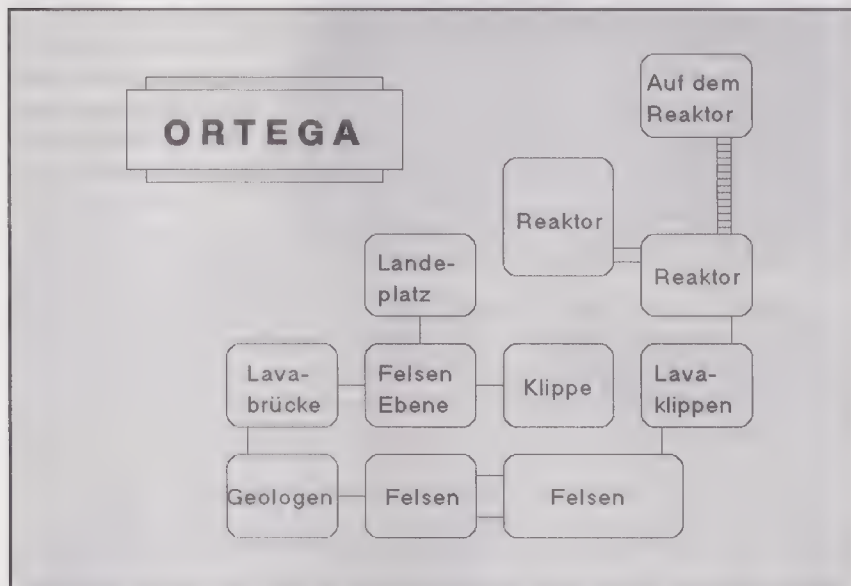 Auf dem
Reaktor
ORTEGA
Reaktor
Lande-
platz
Reaktor
Lava-
brücke
Felsen
Ebene
Klippe
Lava-
klippen
Geologen
Felsen
Felsen